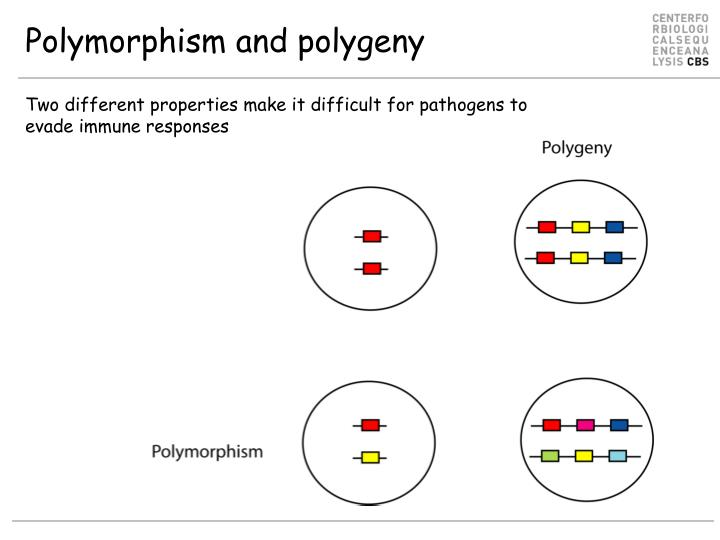 Polymorphism and polygeny
CENTERFO
RBIOLOGI
CALSEQU
ENCEANA
LYSIS CBS
Two different properties make it difficult for pathogens to
evade immune responses
Polygeny
Polymorphism